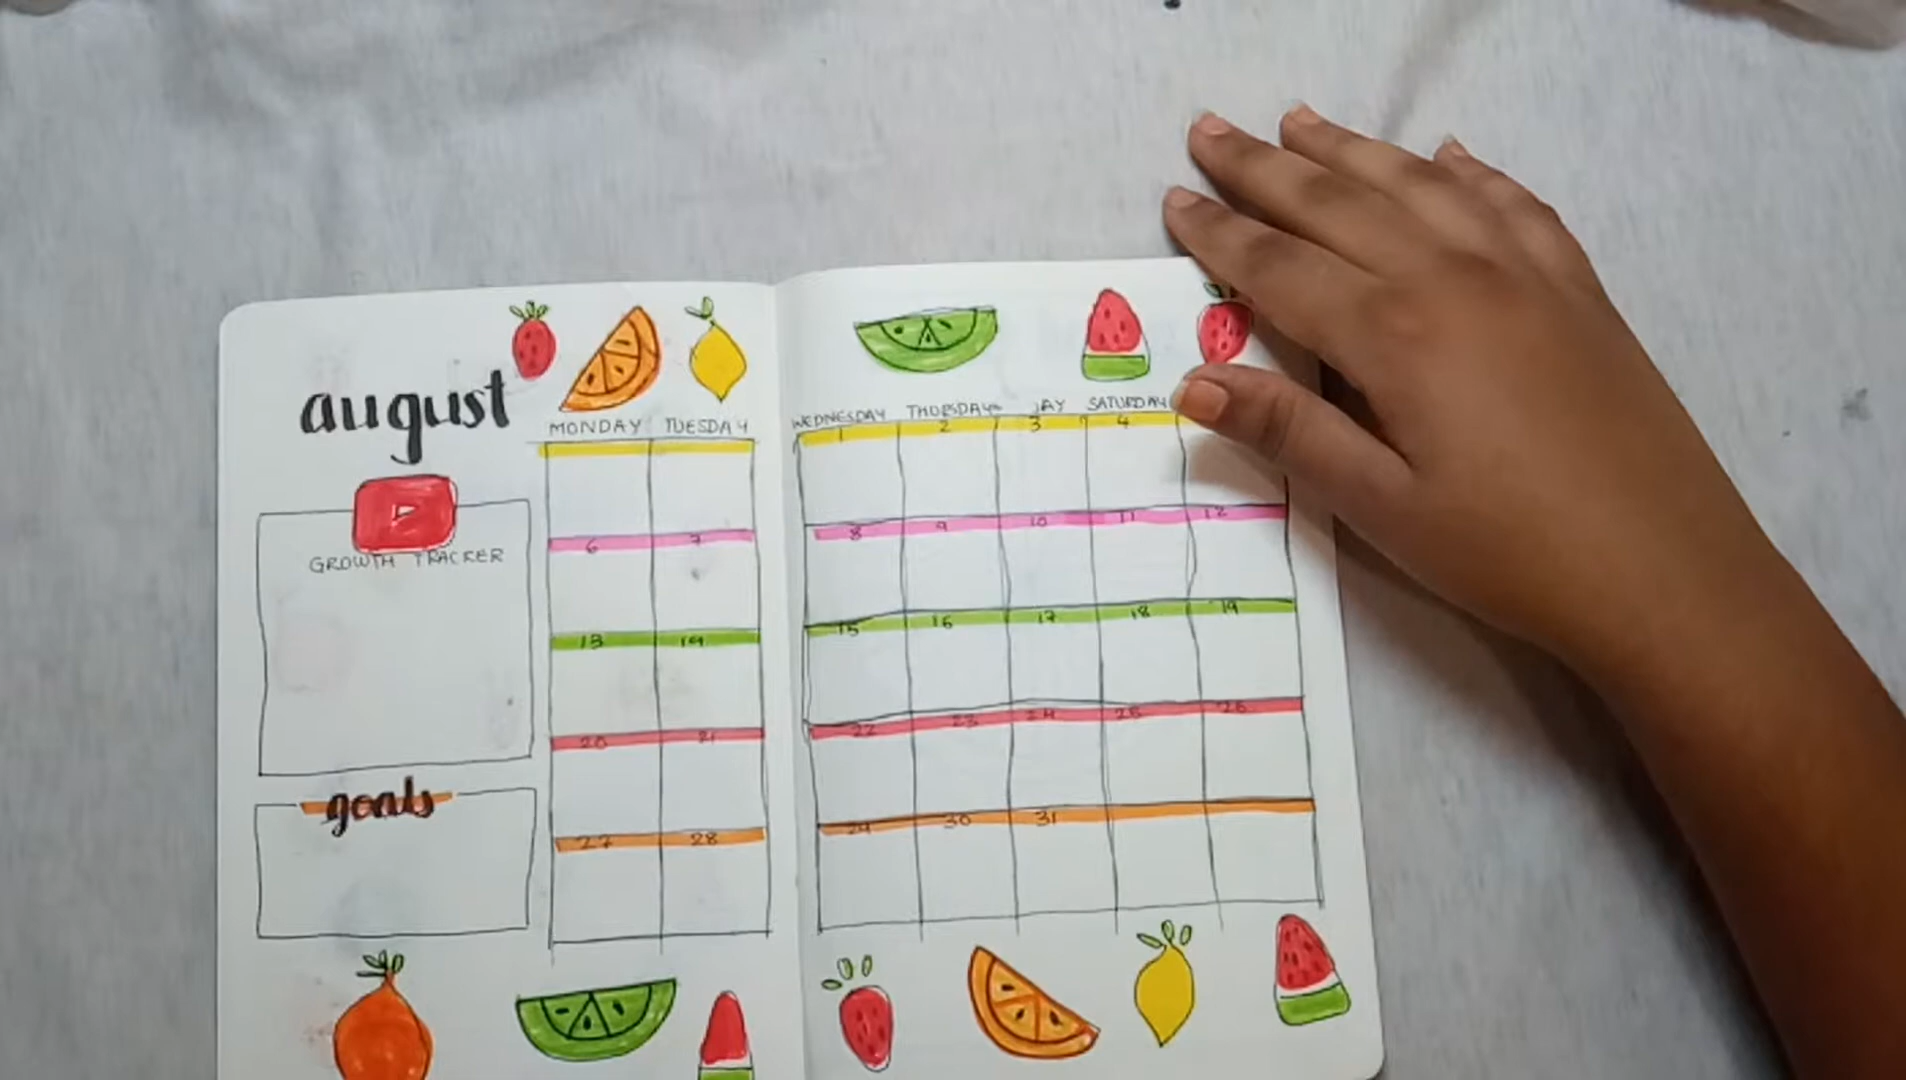 august
MONDAY TUESDAY WEDNESDAY THURSDAY SATURDAY
1 2 3 4
GROWTH TRACKER
6 7 8 9 10 11 12
13 14 15 16 17 18 19
20 21 22 23 24 25 26
goals
27 28 29 30 31